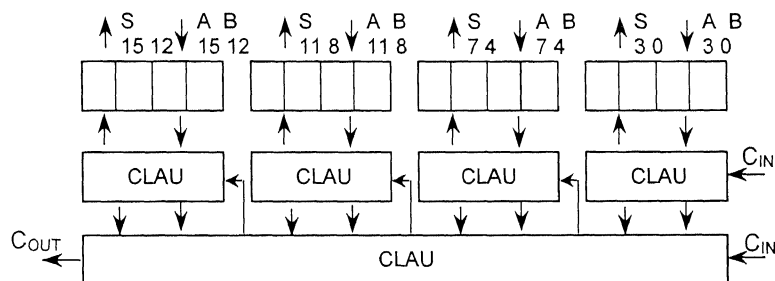 S A B S A B S A B S A B
15 12 15 12 11 8 11 8 7 4 7 4 3 0 3 0
CLAU CLAU CLAU CLAU CIN
COUT CLAU CIN